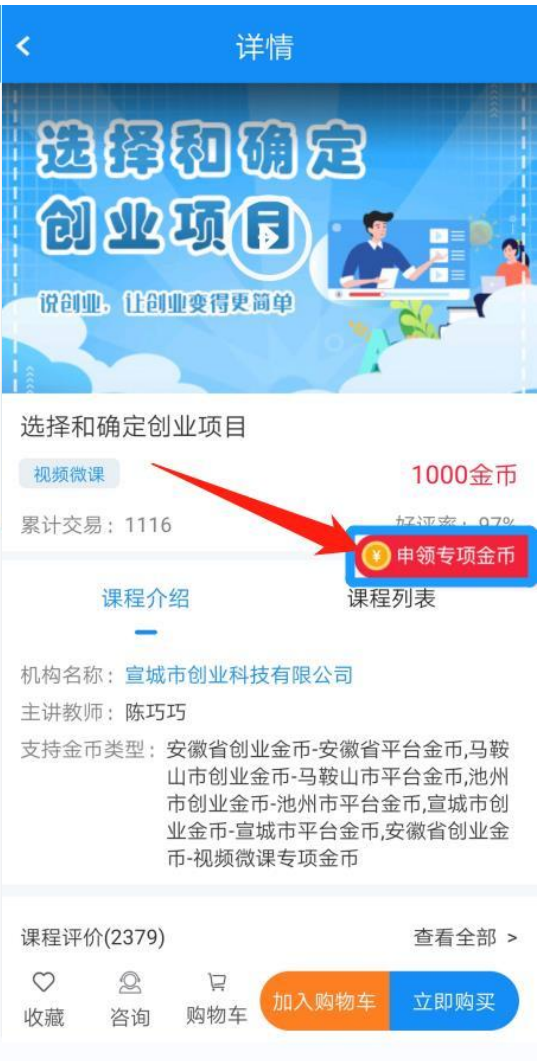 详情
选择和确定
创业项目
说创业，让创业变得更简单
选择和确定创业项目
视频微课
1000金币
累计交易：1116
好评率：97%
¥ 申领专项金币
课程介绍
课程列表
机构名称：宣城市创业科技有限公司
主讲教师：陈巧巧
支持金币类型：安徽省创业金币-安徽省平台金币,马鞍
山市创业金币-马鞍山市平台金币,池州
市创业金币-池州市平台金币,宣城市创
业金币-宣城市平台金币,安徽省创业金
币-视频微课专项金币
课程评价(2379)
查看全部 >
收藏
咨询
购物车
加入购物车
立即购买